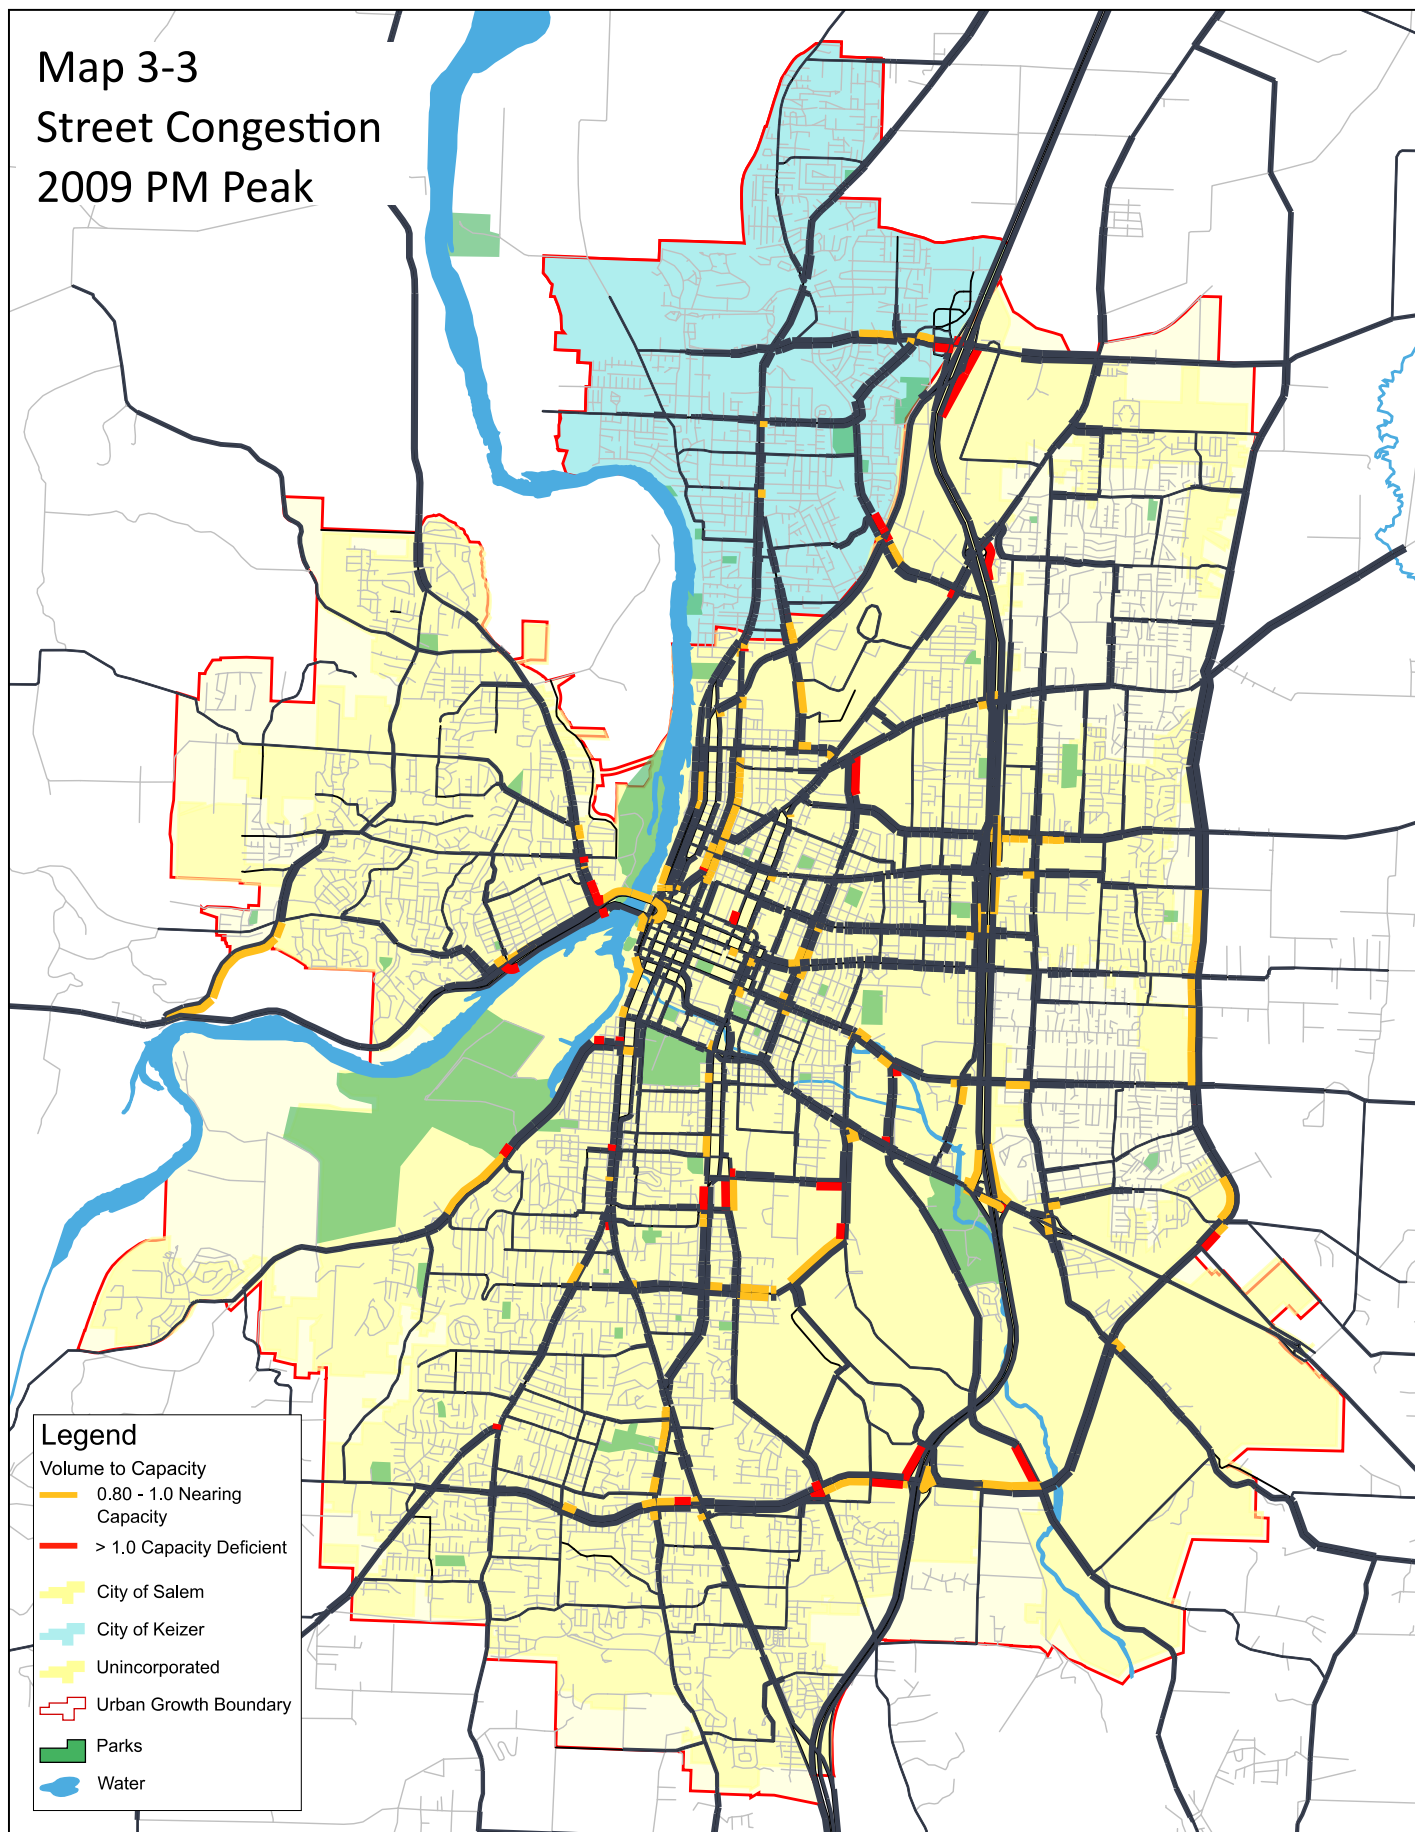 Map 3-3
Street Congestion
2009 PM Peak
Legend
Volume to Capacity
0.80 - 1.0 Nearing
Capacity
> 1.0 Capacity Deficient
City of Salem
City of Keizer
Unincorporated
Urban Growth Boundary
Parks
Water